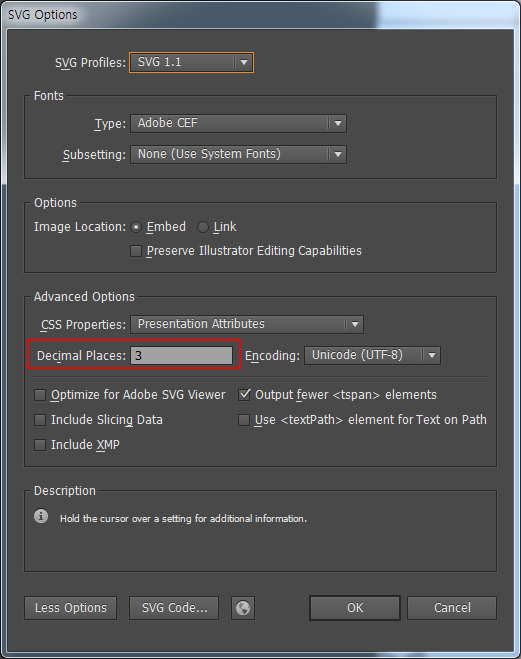 SVG Options
SVG Profiles: SVG 1.1
Fonts
Type: Adobe CEF
Subsetting: None (Use System Fonts)
Options
Image Location: Embed Link
Preserve Illustrator Editing Capabilities
Advanced Options
CSS Properties: Presentation Attributes
Decimal Places: 3 Encoding: Unicode (UTF-8)
Optimize for Adobe SVG Viewer Output fewer <tspan> elements
Include Slicing Data Use <textPath> element for Text on Path
Include XMP
Description
Hold the cursor over a setting for additional information.
Less Options SVG Code... OK Cancel